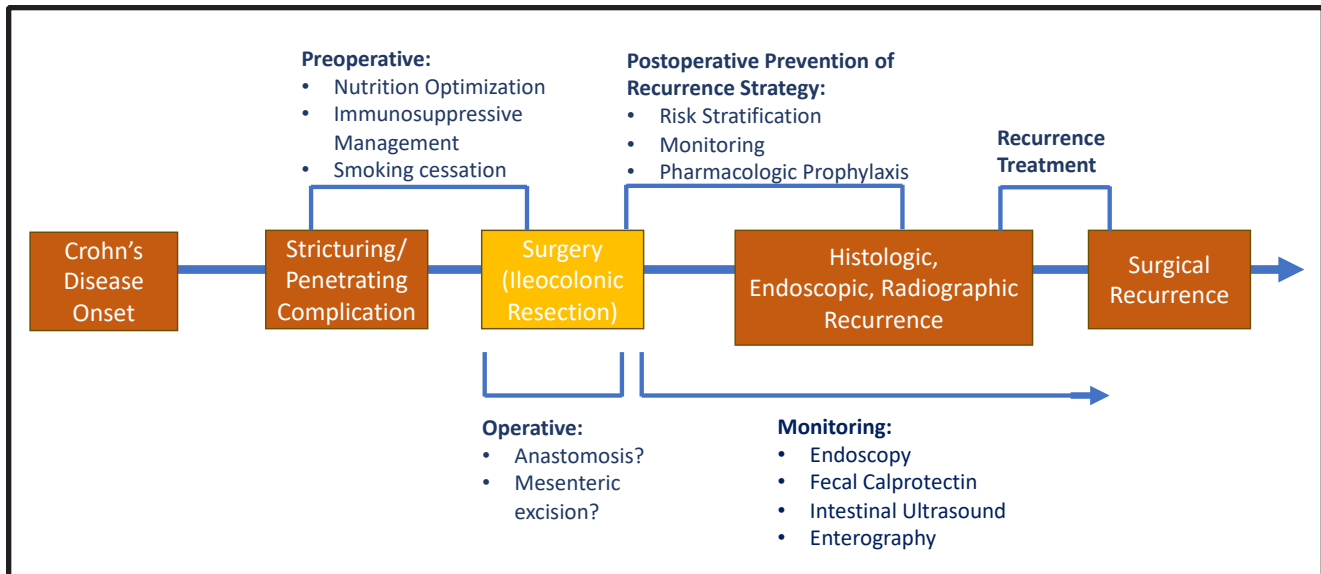 Preoperative:
• Nutrition Optimization
• Immunosuppressive
Management
• Smoking cessation
Postoperative Prevention of
Recurrence Strategy:
• Risk Stratification
• Monitoring
• Pharmacologic Prophylaxis
Recurrence
Treatment
Crohn's
Disease
Onset
Stricturing/
Penetrating
Complication
Surgery
(Ileocolonic
Resection)
Histologic,
Endoscopic, Radiographic
Recurrence
Surgical
Recurrence
Operative:
• Anastomosis?
• Mesenteric
excision?
Monitoring:
• Endoscopy
• Fecal Calprotectin
• Intestinal Ultrasound
• Enterography